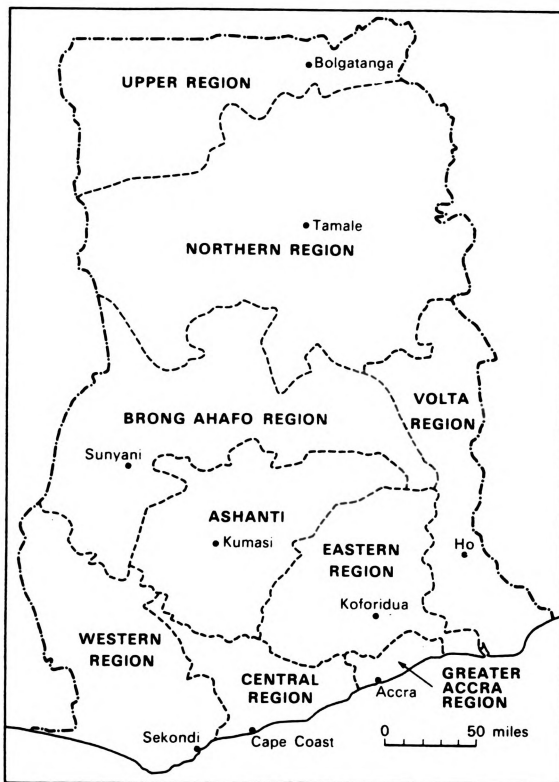 Bolgatanga
UPPER REGION
Tamale
NORTHERN REGION
VOLTA
REGION
BRONG AHAFO REGION
Sunyani
ASHANTI
Kumasi
EASTERN
REGION
Ho
Koforidua
WESTERN
REGION
CENTRAL
REGION
GREATER
ACCRA
REGION
Accra
Sekondi
Cape Coast
0 50 miles